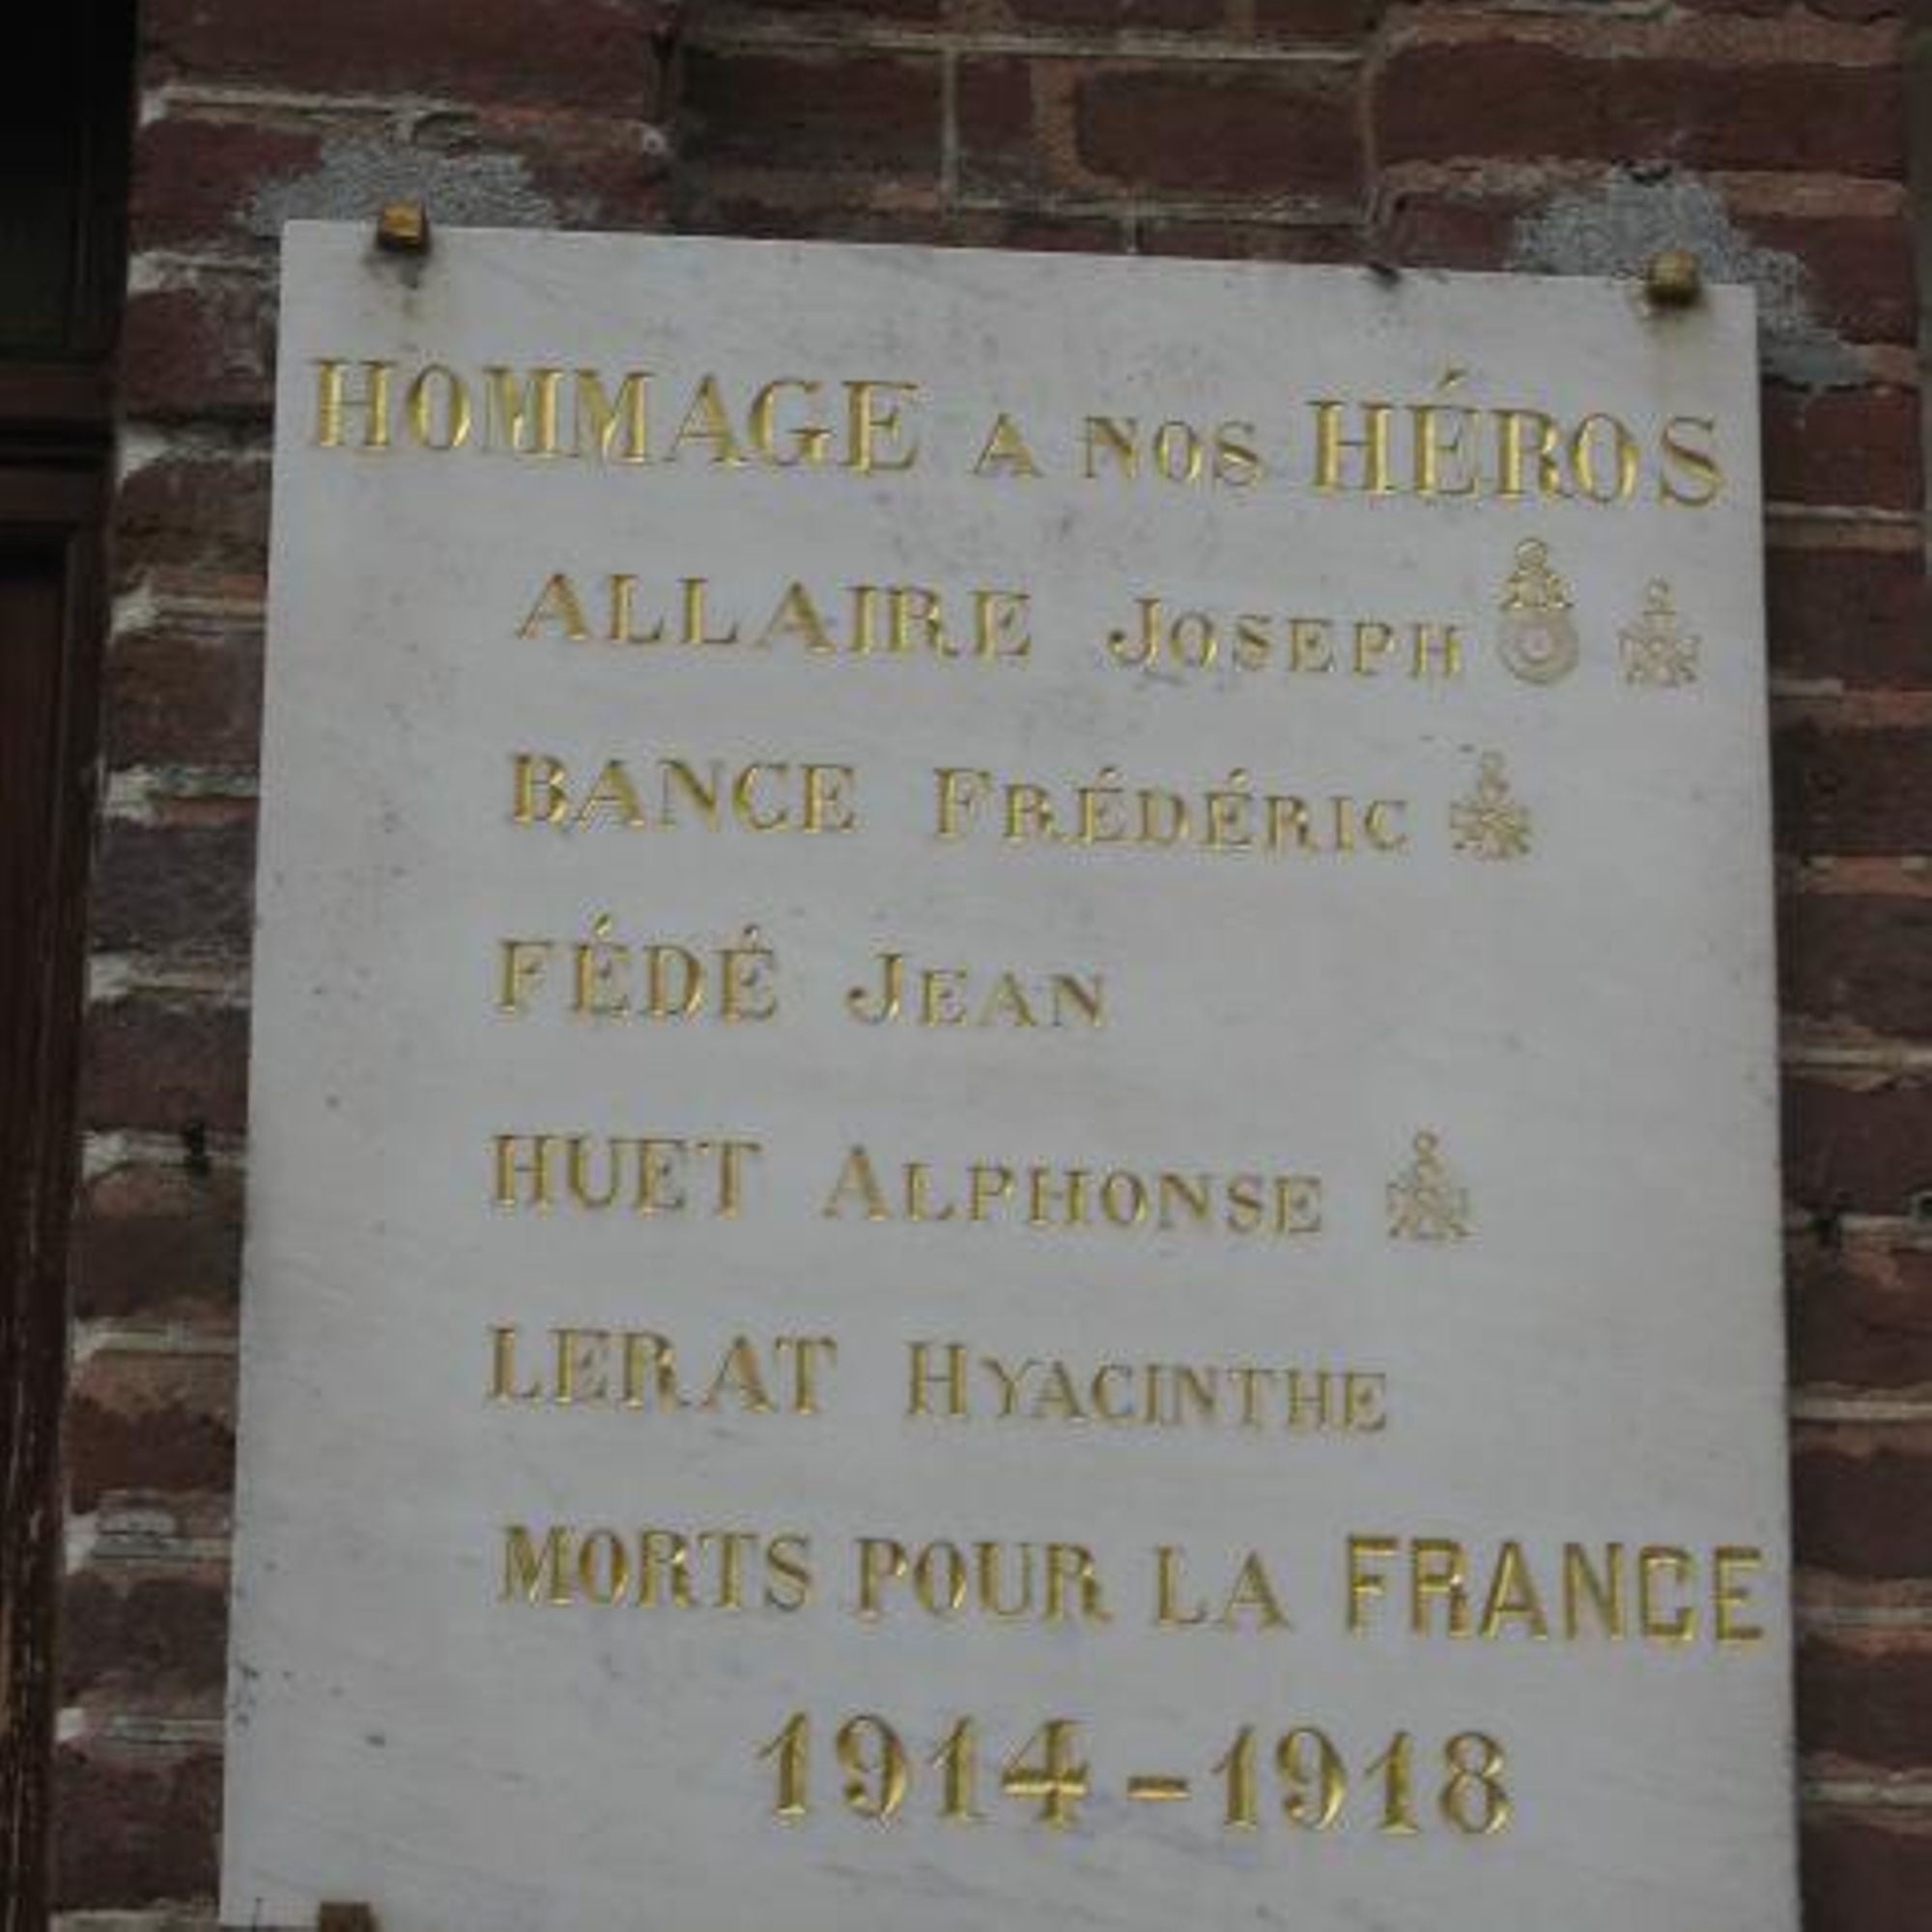 HOMMAGE A NOS HÉROS
ALLAIRE JOSEPH
BANCE FRÉDÉRIC
FÉDÉ JEAN
HUET ALPHONSE
LERAT HYACINTHE
MORTS POUR LA FRANCE
1914-1918